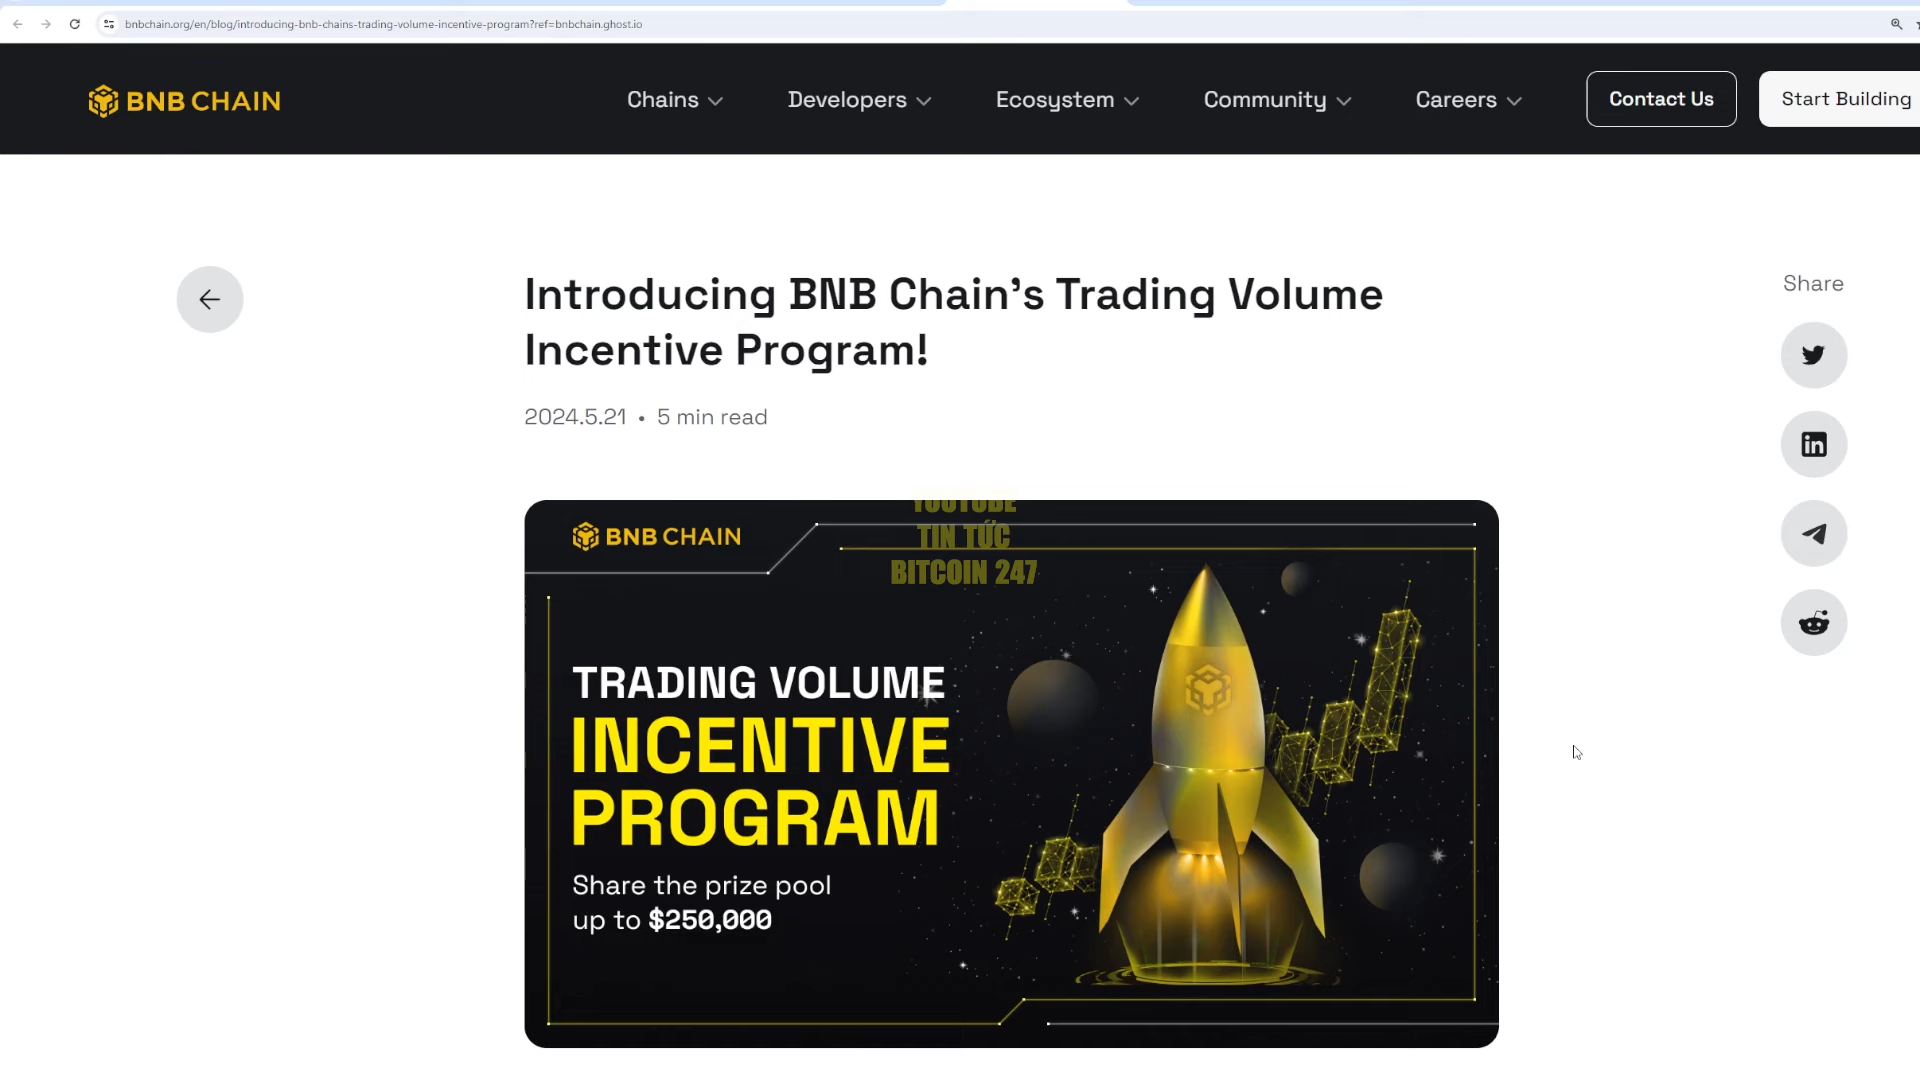 bnbchain.org/en/blog/introducing-bnb-chains-trading-volume-incentive-program?ref=bnbchain.ghost.io
BNB CHAIN
Chains
Developers
Ecosystem
Community
Careers
Contact Us
Start Building
Introducing BNB Chain's Trading Volume
Incentive Program!
2024.5.21 • 5 min read
Share
YOUTUBE
TIN TỨC
BITCOIN 247
BNB CHAIN
TRADING VOLUME
INCENTIVE
PROGRAM
Share the prize pool
up to $250,000